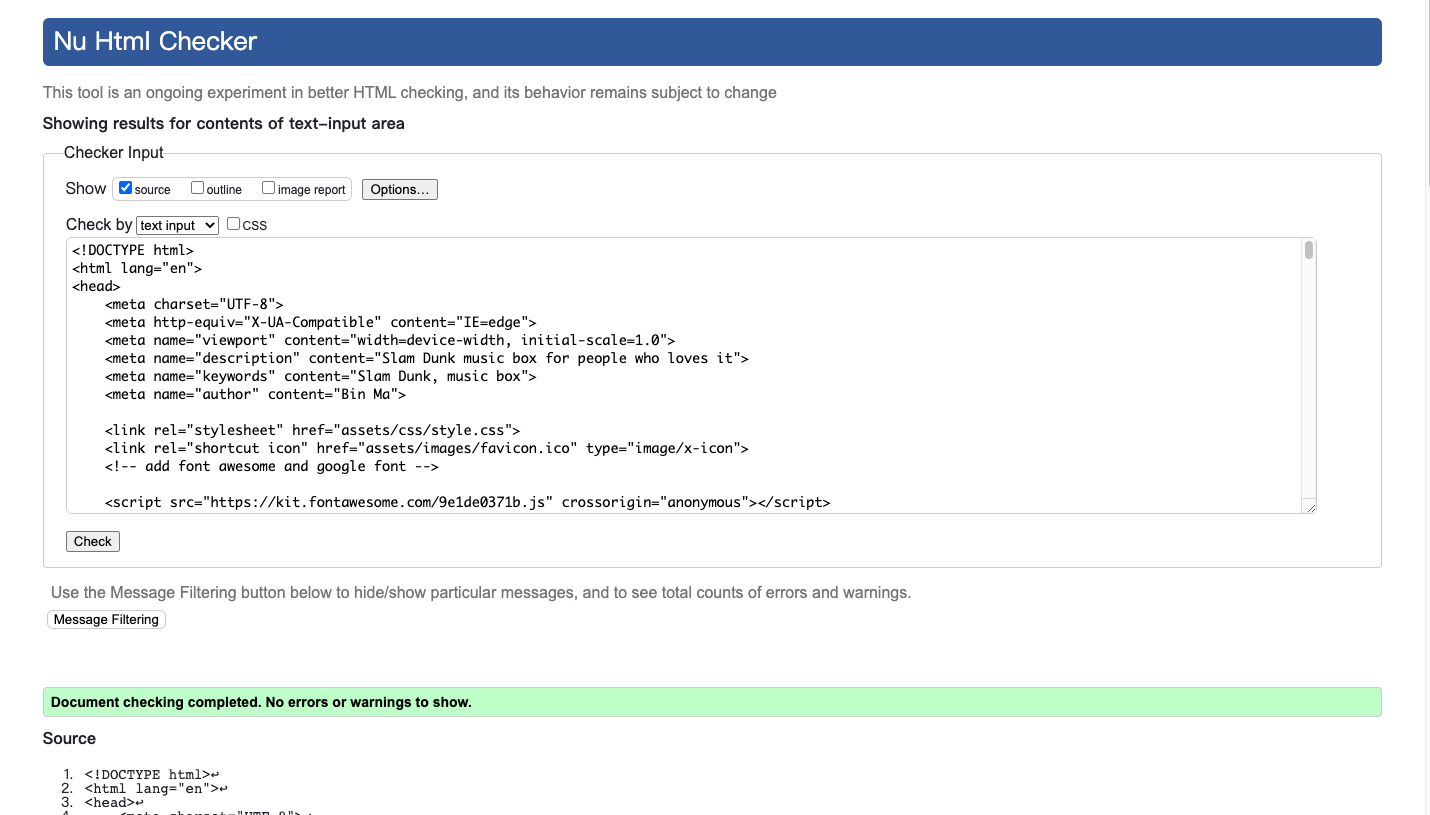 Nu Html Checker
This tool is an ongoing experiment in better HTML checking, and its behavior remains subject to change
Showing results for contents of text-input area
Checker Input
Show source outline image report Options...
Check by text input CSS
<!DOCTYPE html>
<html lang="en">
<head>
    <meta charset="UTF-8">
    <meta http-equiv="X-UA-Compatible" content="IE=edge">
    <meta name="viewport" content="width=device-width, initial-scale=1.0">
    <meta name="description" content="Slam Dunk music box for people who loves it">
    <meta name="keywords" content="Slam Dunk, music box">
    <meta name="author" content="Bin Ma">
    <link rel="stylesheet" href="assets/css/style.css">
    <link rel="shortcut icon" href="assets/images/favicon.ico" type="image/x-icon">
    <!-- add font awesome and google font -->
    <script src="https://kit.fontawesome.com/9e1de0371b.js" crossorigin="anonymous"></script>
Check
Use the Message Filtering button below to hide/show particular messages, and to see total counts of errors and warnings.
Message Filtering
Document checking completed. No errors or warnings to show.
Source
1. <!DOCTYPE html>↩
2. <html lang="en">↩
3. <head>↩
4.     <meta charset="UTF-8">↩